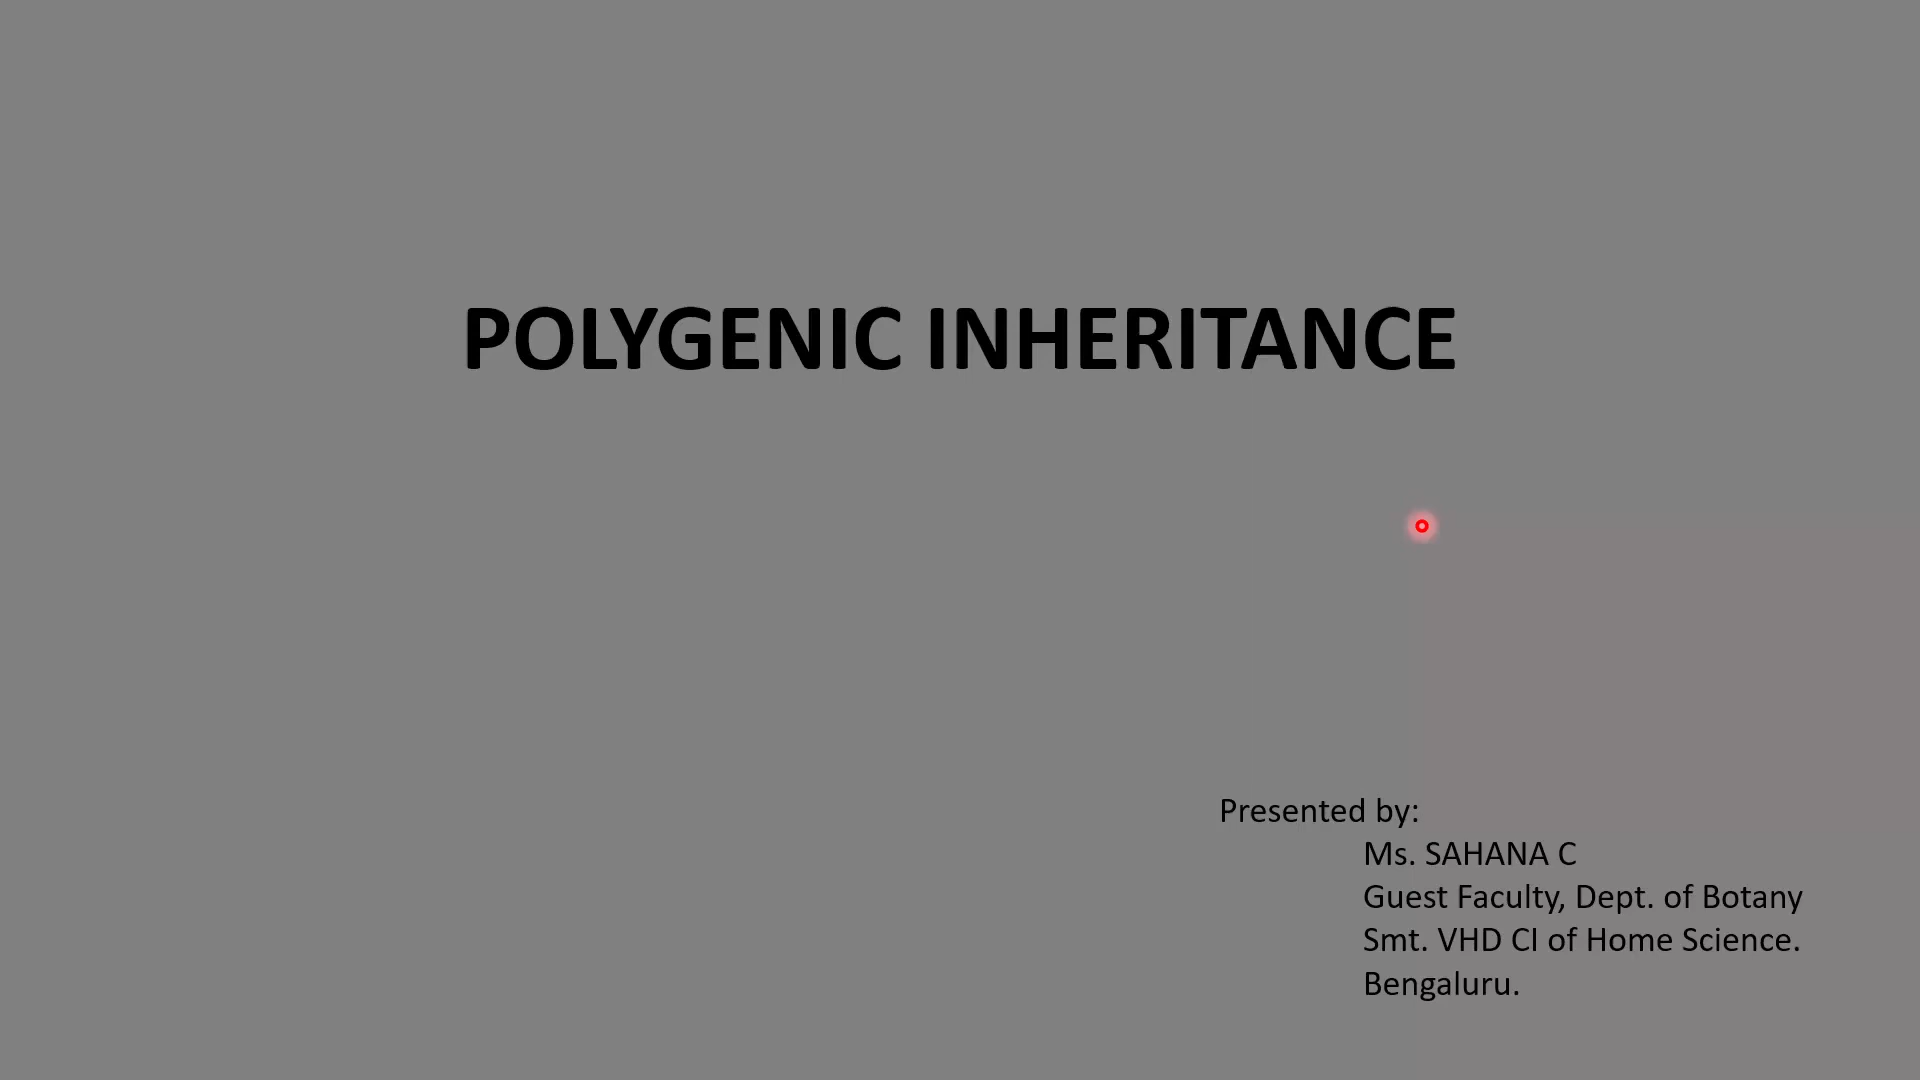 POLYGENIC INHERITANCE
Presented by:
Ms. SAHANA C
Guest Faculty, Dept. of Botany
Smt. VHD CI of Home Science.
Bengaluru.